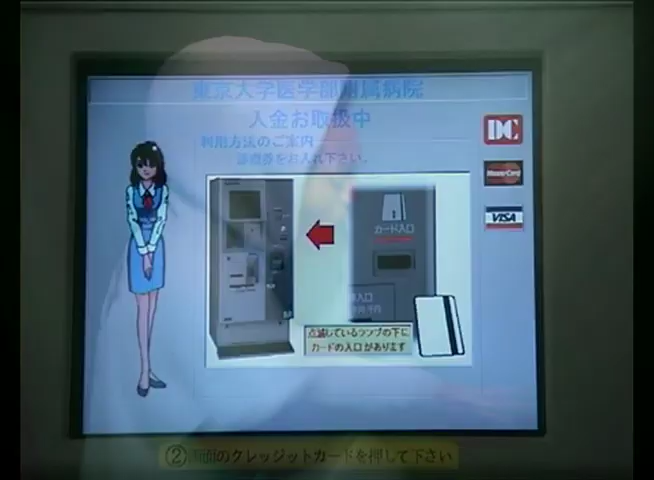 東京大学医学部附属病院
入金お取扱中
利用方法のご案内
診療券をお入れ下さい。
DC
MasterCard
VISA
カード入口
入口
点滅しているランプの下に
カードの入口があります
② 画面のクレジットカードを押して下さい